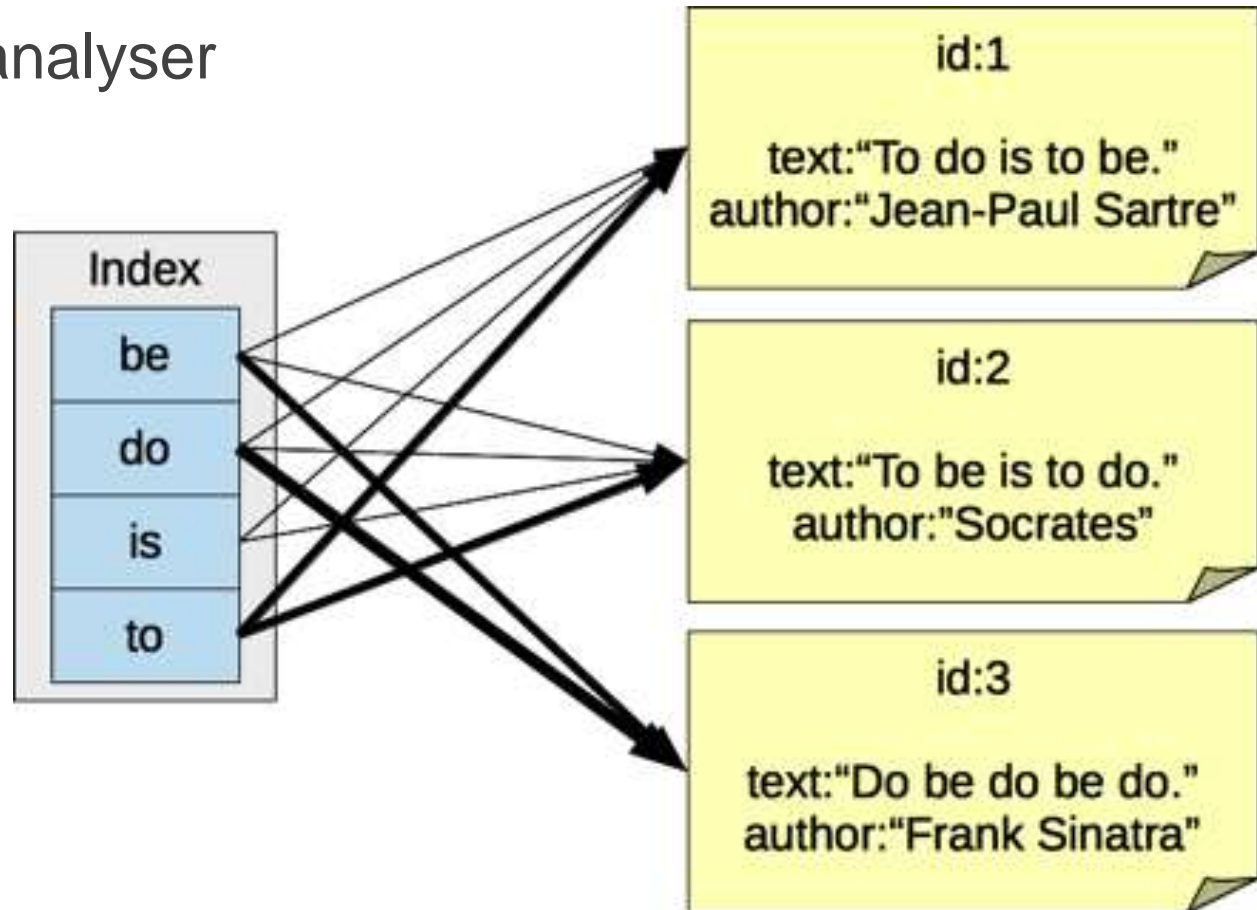 analyser
Index
be
do
is
to
id:1
text:“To do is to be.”
author:“Jean-Paul Sartre”
id:2
text:“To be is to do.”
author:”Socrates”
id:3
text:“Do be do be do.”
author:“Frank Sinatra”